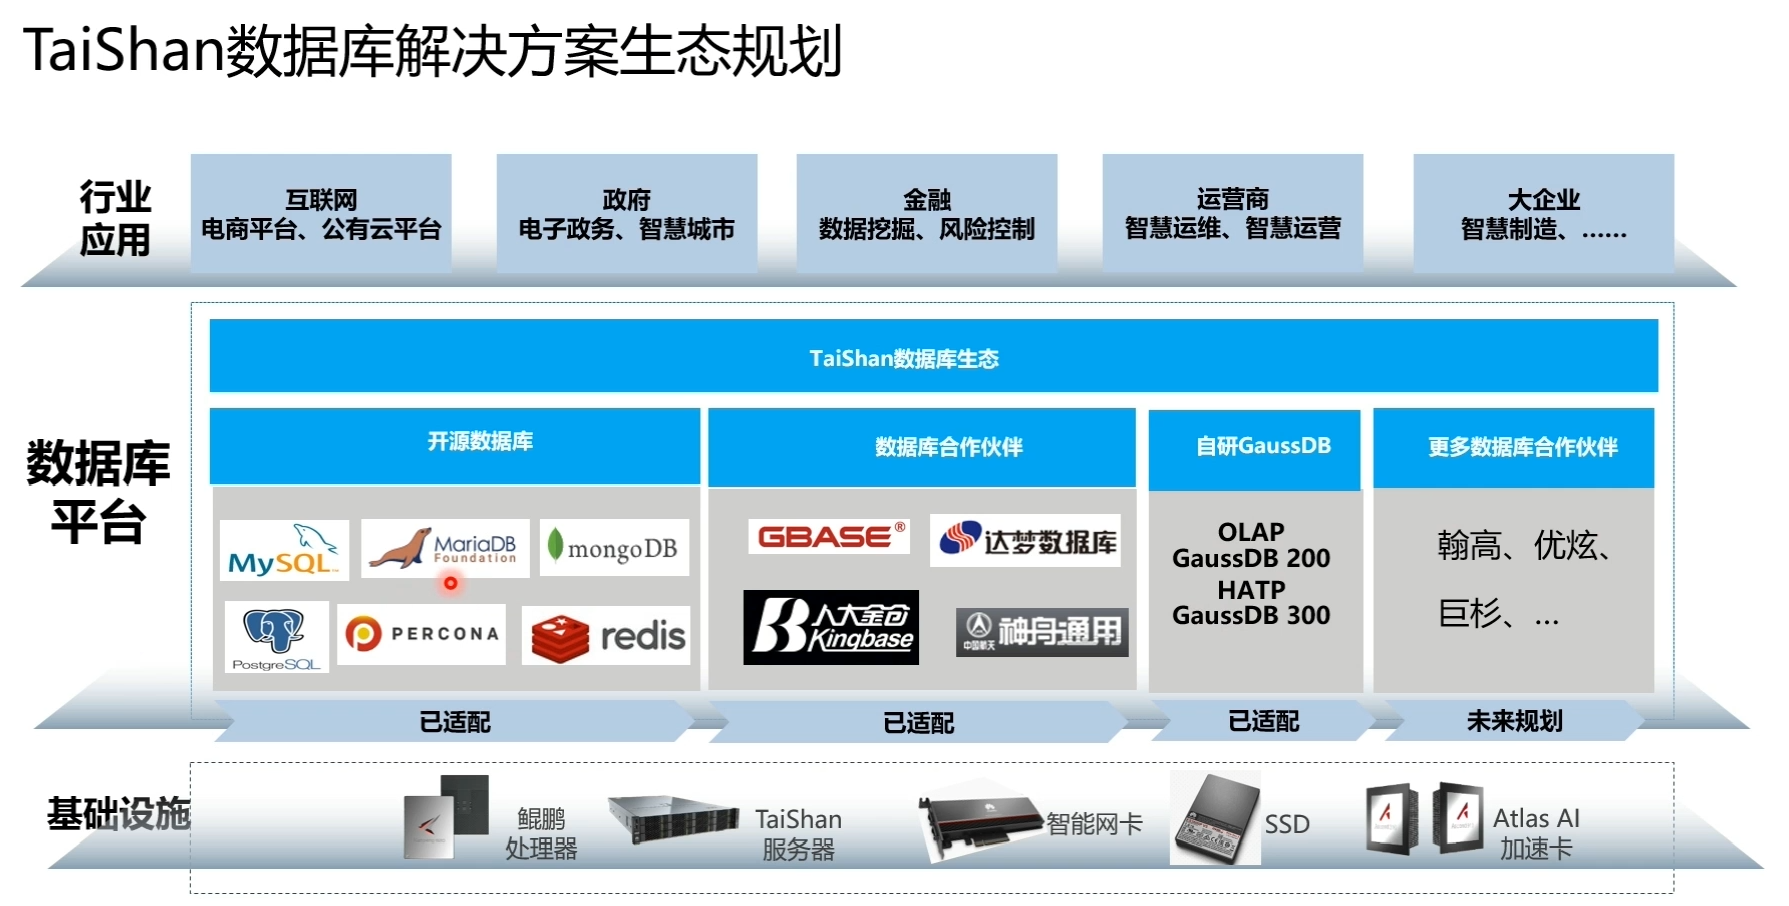 TaiShan数据库解决方案生态规划
行业
应用
互联网
电商平台、公有云平台
政府
电子政务、智慧城市
金融
数据挖掘、风险控制
运营商
智慧运维、智慧运营
大企业
智慧制造、……
数据库
平台
TaiShan数据库生态
开源数据库
MySQL
MariaDB
Foundation
mongoDB
PostgreSQL
PERCONA
redis
已适配
数据库合作伙伴
GBASE®
达梦数据库
人大金仓
Kingbase
中国航天
神舟通用
已适配
自研GaussDB
OLAP
GaussDB 200
HATP
GaussDB 300
已适配
更多数据库合作伙伴
翰高、优炫、
巨杉、...
未来规划
基础设施
鲲鹏
处理器
TaiShan
服务器
智能网卡
SSD
Atlas AI
加速卡